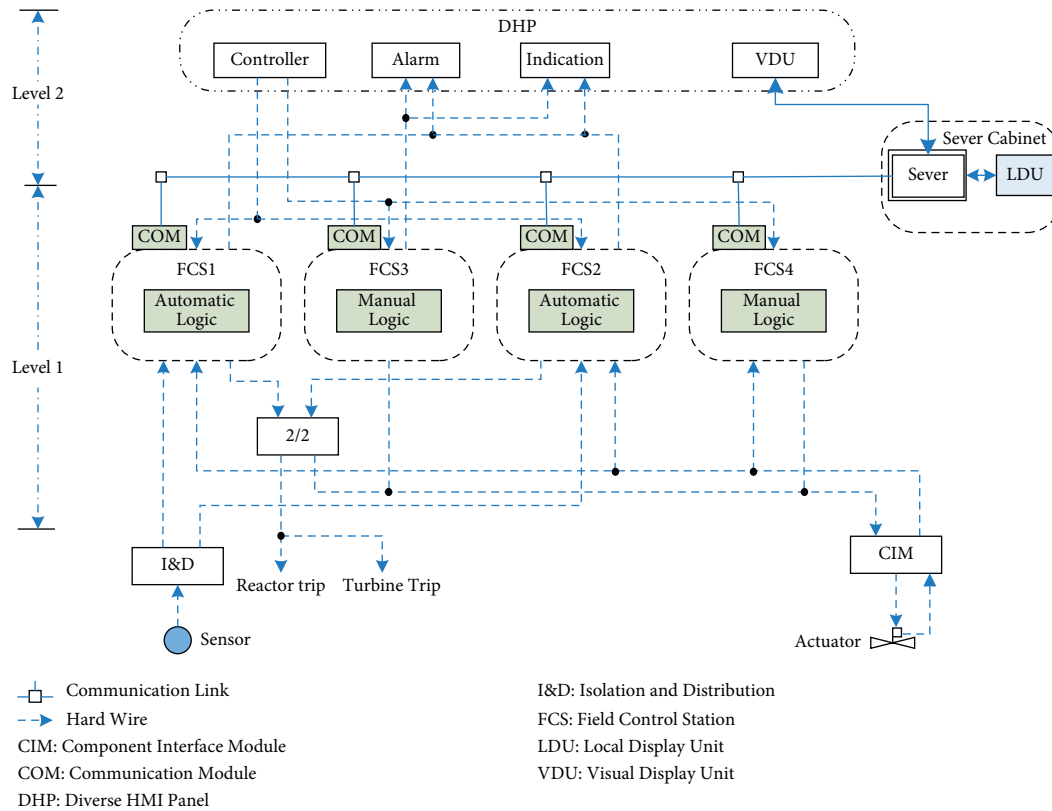 DHP
Controller
Alarm
Indication
VDU
Level 2
Sever Cabinet
Sever
LDU
COM
COM
COM
COM
FCS1
FCS3
FCS2
FCS4
Automatic
Logic
Manual
Logic
Automatic
Logic
Manual
Logic
Level 1
2/2
I&D
Reactor trip
Turbine Trip
CIM
Sensor
Actuator
Communication Link
Hard Wire
CIM: Component Interface Module
COM: Communication Module
DHP: Diverse HMI Panel
I&D: Isolation and Distribution
FCS: Field Control Station
LDU: Local Display Unit
VDU: Visual Display Unit